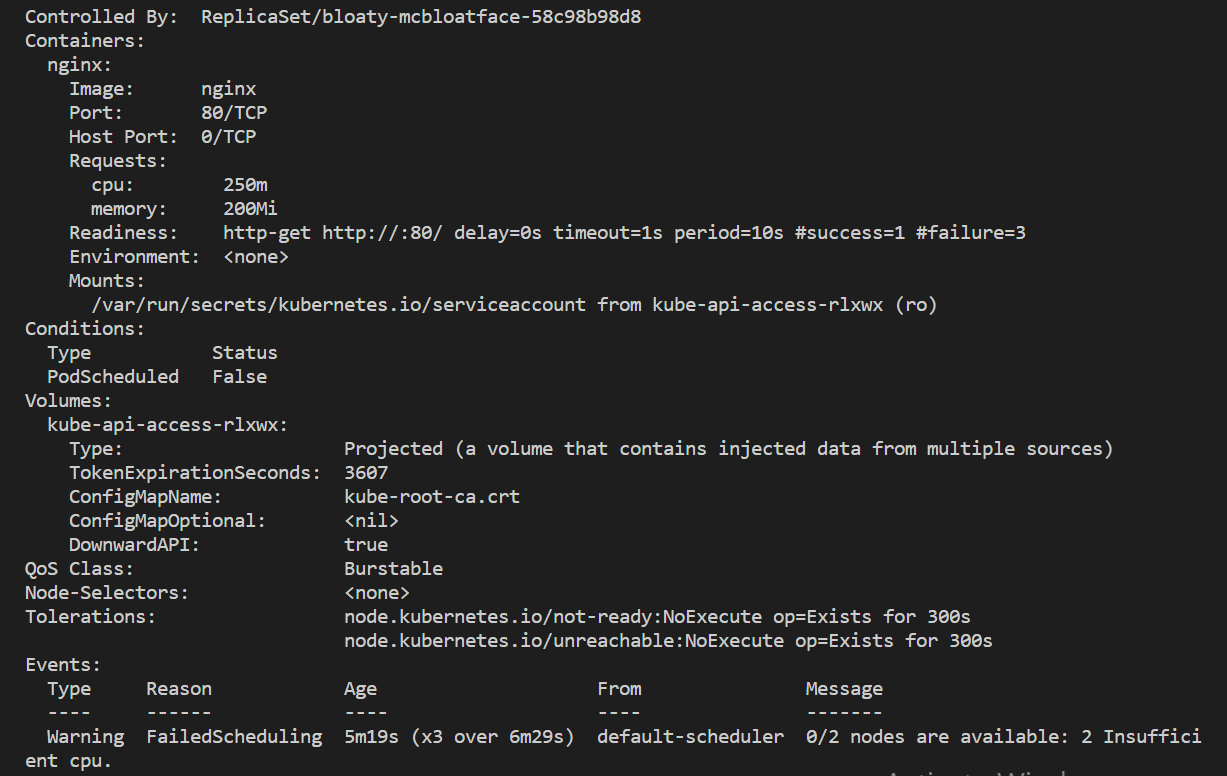 Controlled By:  ReplicaSet/bloaty-mcbloatface-58c98b98d8
Containers:
  nginx:
    Image:      nginx
    Port:       80/TCP
    Host Port:  0/TCP
    Requests:
      cpu:        250m
      memory:     200Mi
    Readiness:    http-get http://:80/ delay=0s timeout=1s period=10s #success=1 #failure=3
    Environment:  <none>
    Mounts:
      /var/run/secrets/kubernetes.io/serviceaccount from kube-api-access-rlxwx (ro)
Conditions:
  Type           Status
  PodScheduled   False
Volumes:
  kube-api-access-rlxwx:
    Type:                    Projected (a volume that contains injected data from multiple sources)
    TokenExpirationSeconds:  3607
    ConfigMapName:           kube-root-ca.crt
    ConfigMapOptional:       <nil>
    DownwardAPI:             true
QoS Class:                   Burstable
Node-Selectors:              <none>
Tolerations:                 node.kubernetes.io/not-ready:NoExecute op=Exists for 300s
                             node.kubernetes.io/unreachable:NoExecute op=Exists for 300s
Events:
  Type     Reason            Age                    From               Message
  ----     ------            ----                   ----               -------
  Warning  FailedScheduling  5m19s (x3 over 6m29s)  default-scheduler  0/2 nodes are available: 2 Insuffici
ent cpu.